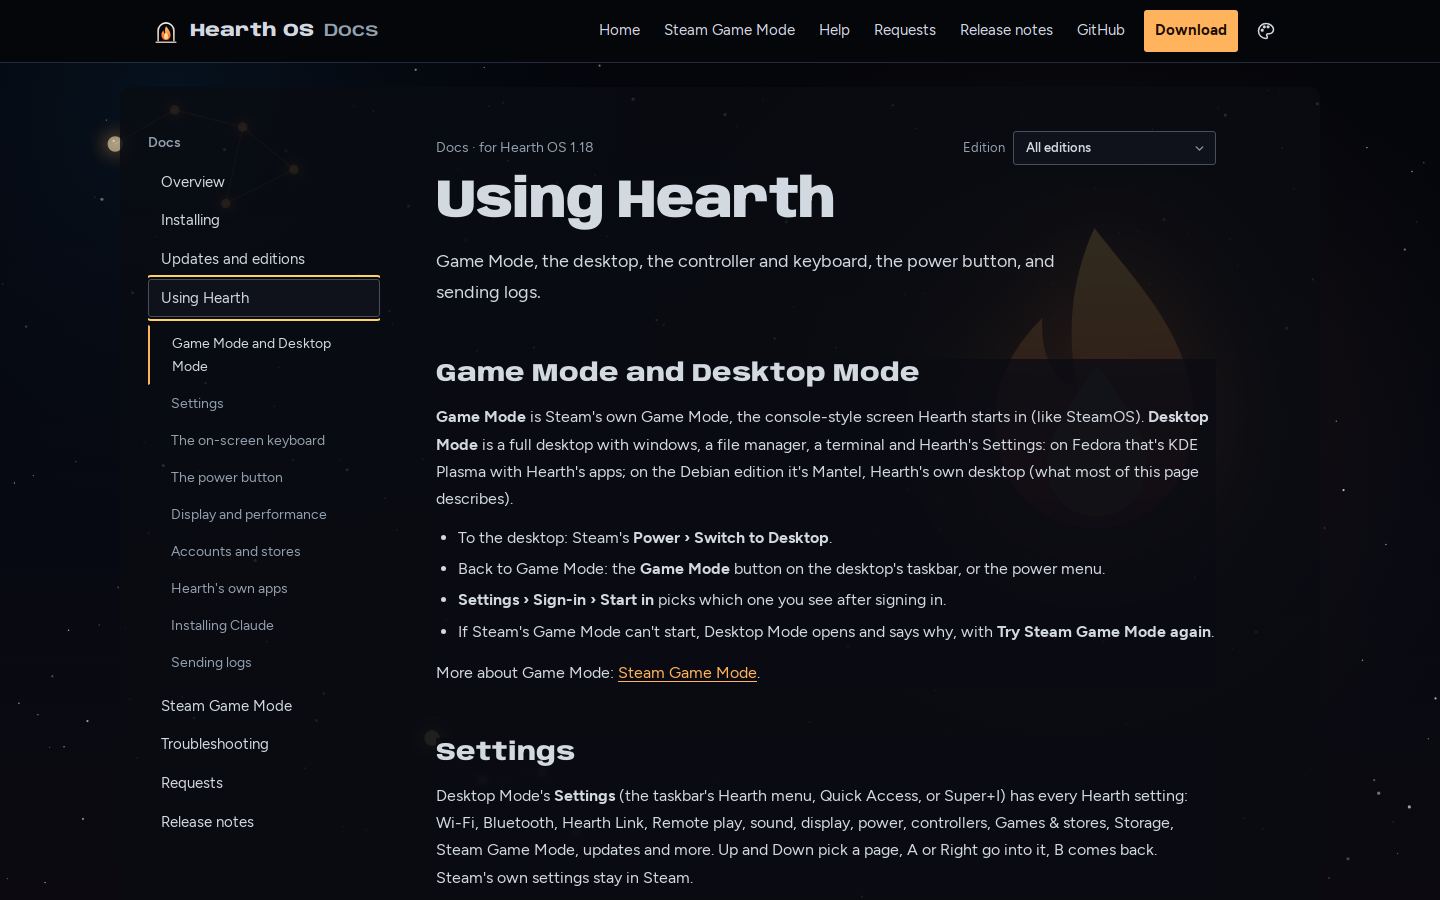 Hearth OS Docs
Home
Steam Game Mode
Help
Requests
Release notes
GitHub
Download
Docs
Overview
Installing
Updates and editions
Using Hearth
Game Mode and Desktop
Mode
Settings
The on-screen keyboard
The power button
Display and performance
Accounts and stores
Hearth's own apps
Installing Claude
Sending logs
Steam Game Mode
Troubleshooting
Requests
Release notes
Docs · for Hearth OS 1.18
Edition
All editions
Using Hearth
Game Mode, the desktop, the controller and keyboard, the power button, and
sending logs.
Game Mode and Desktop Mode
Game Mode is Steam's own Game Mode, the console-style screen Hearth starts in (like SteamOS). Desktop
Mode is a full desktop with windows, a file manager, a terminal and Hearth's Settings: on Fedora that's KDE
Plasma with Hearth's apps; on the Debian edition it's Mantel, Hearth's own desktop (what most of this page
describes).
• To the desktop: Steam's Power › Switch to Desktop.
• Back to Game Mode: the Game Mode button on the desktop's taskbar, or the power menu.
• Settings › Sign-in › Start in picks which one you see after signing in.
• If Steam's Game Mode can't start, Desktop Mode opens and says why, with Try Steam Game Mode again.
More about Game Mode: Steam Game Mode.
Settings
Desktop Mode's Settings (the taskbar's Hearth menu, Quick Access, or Super+I) has every Hearth setting:
Wi-Fi, Bluetooth, Hearth Link, Remote play, sound, display, power, controllers, Games & stores, Storage,
Steam Game Mode, updates and more. Up and Down pick a page, A or Right go into it, B comes back.
Steam's own settings stay in Steam.